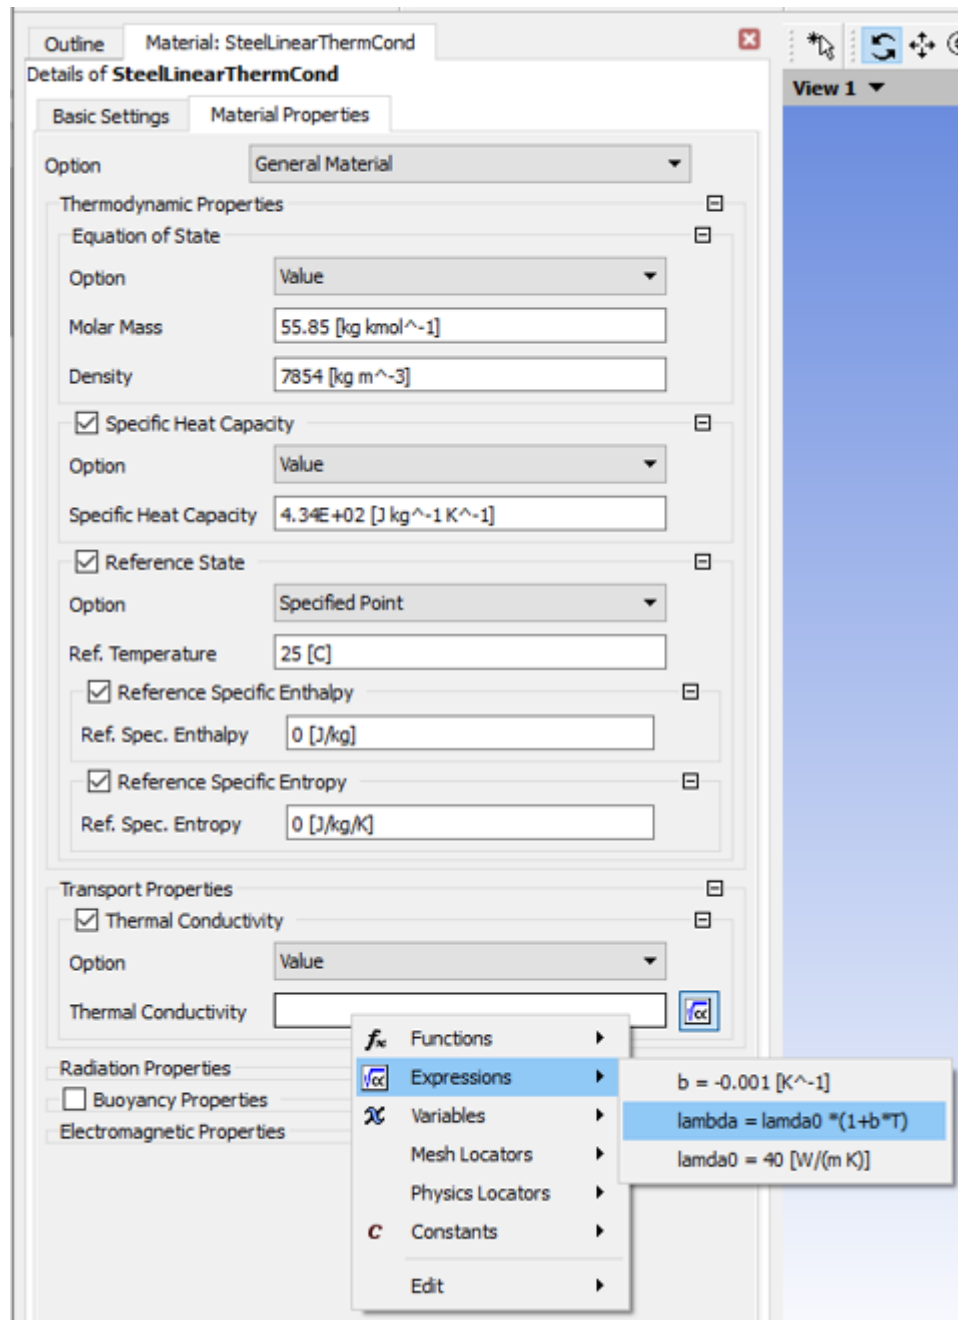 Outline Material: SteelLinearThermCond
Details of SteelLinearThermCond
View 1
Basic Settings Material Properties
Option General Material
Thermodynamic Properties
Equation of State
Option Value
Molar Mass 55.85 [kg kmol^-1]
Density 7854 [kg m^-3]
Specific Heat Capacity
Option Value
Specific Heat Capacity 4.34E+02 [J kg^-1 K^-1]
Reference State
Option Specified Point
Ref. Temperature 25 [C]
Reference Specific Enthalpy
Ref. Spec. Enthalpy 0 [J/kg]
Reference Specific Entropy
Ref. Spec. Entropy 0 [J/kg/K]
Transport Properties
Thermal Conductivity
Option Value
Thermal Conductivity
Functions
Radiation Properties
Expressions b = -0.001 [K^-1]
Buoyancy Properties
Variables lambda = lamda0 *(1+b*T)
Electromagnetic Properties
Mesh Locators lamda0 = 40 [W/(m K)]
Physics Locators
Constants
Edit